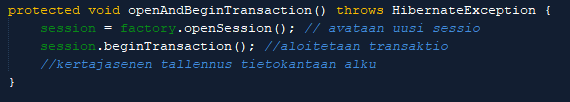 protected void openAndBeginTransaction() throws HibernateException {
session = factory.openSession(); // avataan uusi sessio
session.beginTransaction(); //aloitetaan transaktio
//kertajasenen tallennus tietokantaan alku
}